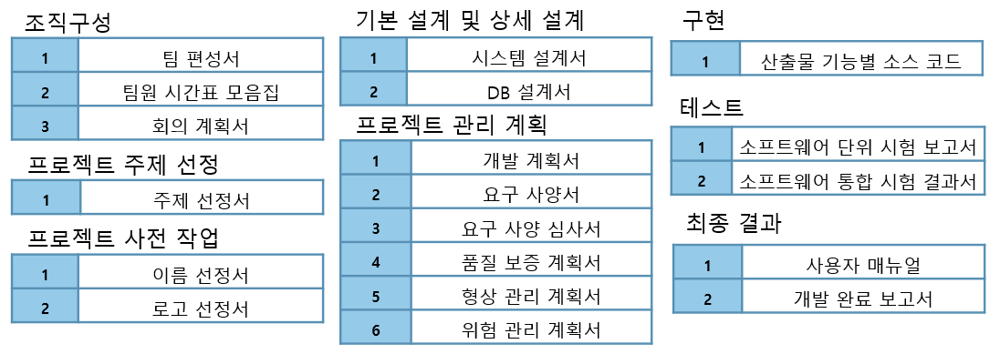 조직구성
1 팀 편성서
2 팀원 시간표 모음집
3 회의 계획서
프로젝트 주제 선정
1 주제 선정서
프로젝트 사전 작업
1 이름 선정서
2 로고 선정서
기본 설계 및 상세 설계
1 시스템 설계서
2 DB 설계서
프로젝트 관리 계획
1 개발 계획서
2 요구 사양서
3 요구 사양 심사서
4 품질 보증 계획서
5 형상 관리 계획서
6 위험 관리 계획서
구현
1 산출물 기능별 소스 코드
테스트
1 소프트웨어 단위 시험 보고서
2 소프트웨어 통합 시험 결과서
최종 결과
1 사용자 매뉴얼
2 개발 완료 보고서